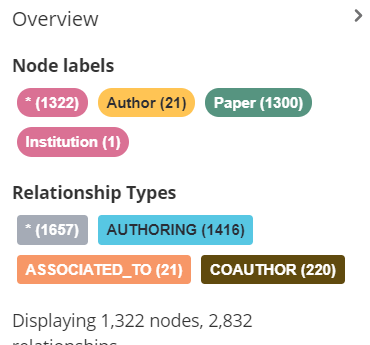 Overview
Node labels
* (1322) Author (21) Paper (1300)
Institution (1)
Relationship Types
* (1657) AUTHORING (1416)
ASSOCIATED_TO (21) COAUTHOR (220)
Displaying 1,322 nodes, 2,832
relationships.